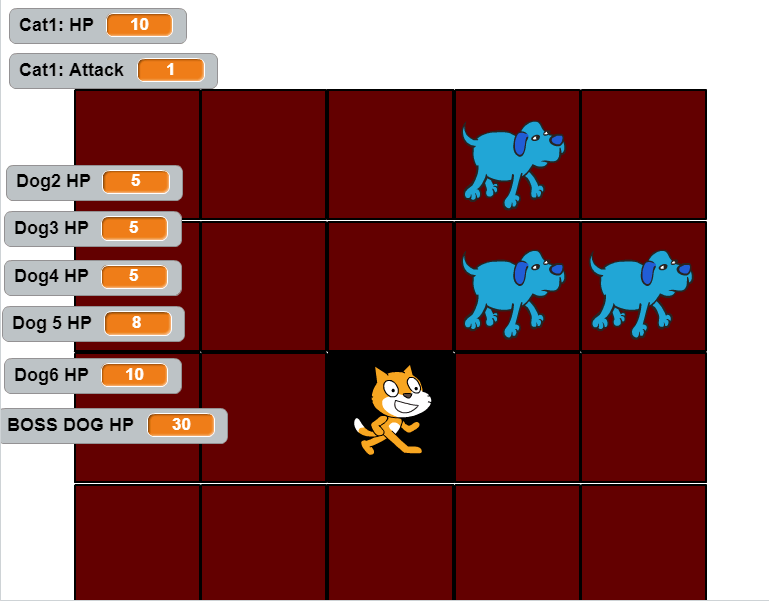 Cat1: HP 10
Cat1: Attack 1
Dog2 HP 5
Dog3 HP 5
Dog4 HP 5
Dog 5 HP 8
Dog6 HP 10
BOSS DOG HP 30